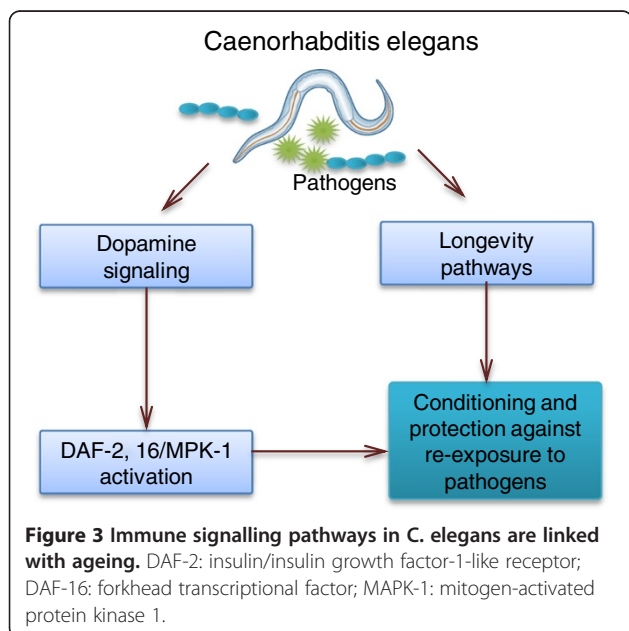 Caenorhabditis elegans
Pathogens
Dopamine
signaling
Longevity
pathways
DAF-2, 16/MPK-1
activation
Conditioning and
protection against
re-exposure to
pathogens
Figure 3 Immune signalling pathways in C. elegans are linked
with ageing. DAF-2: insulin/insulin growth factor-1-like receptor;
DAF-16: forkhead transcriptional factor; MAPK-1: mitogen-activated
protein kinase 1.